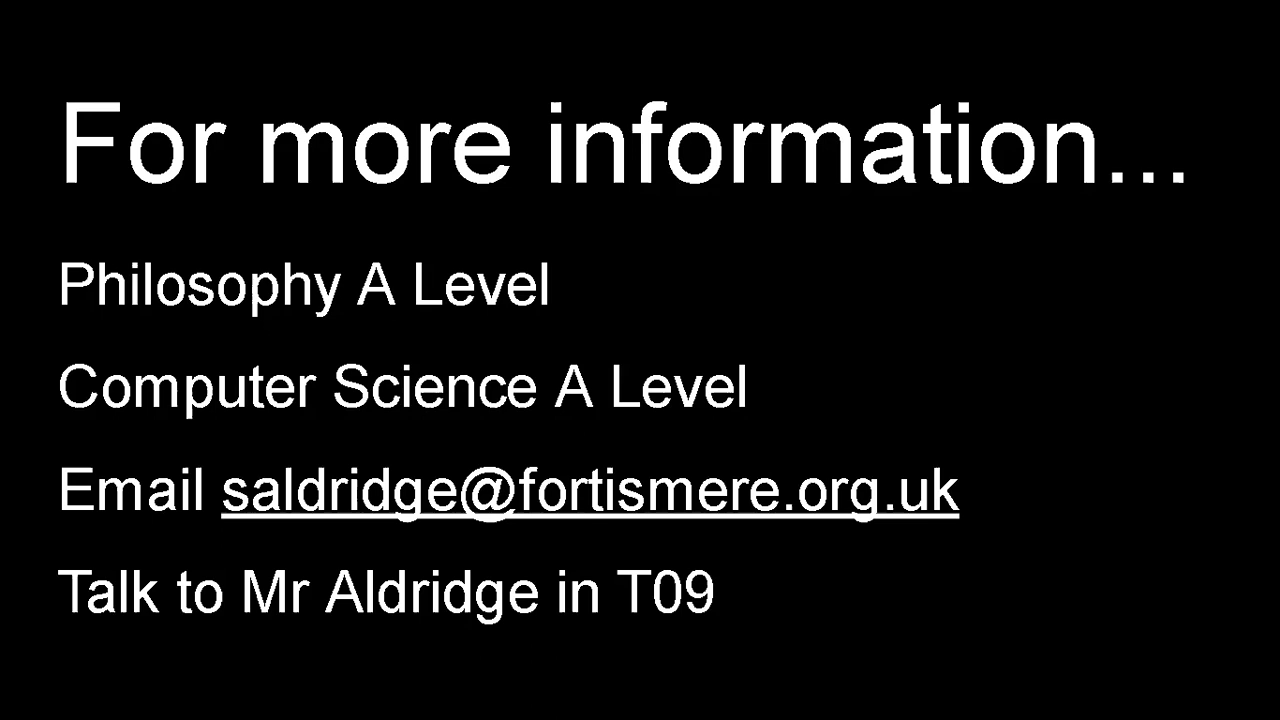 For more information...
Philosophy A Level
Computer Science A Level
Email saldridge@fortismere.org.uk
Talk to Mr Aldridge in T09